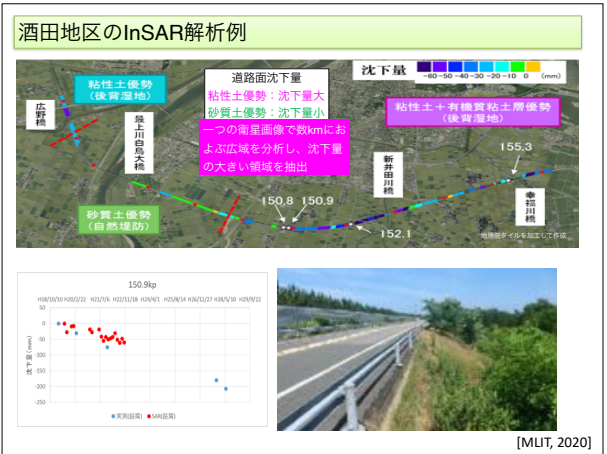 酒田地区のInSAR解析例
粘性土優勢
(後背湿地)
広野橋
最上川白鳥大橋
道路面沈下量
粘性土優勢：沈下量大
砂質土優勢：沈下量小
一つの衛星画像で数kmにお
よぶ広域を分析し、沈下量
の大きい領域を抽出
沈下量
-60 -50 -40 -30 -20 -10 0 (mm)
粘性土＋有機質粘土層優勢
(後背湿地)
155.3
新井田川橋
幸福川橋
砂質土優勢
(自然堤防)
150.8 150.9
152.1
地理院タイルを加工して作成
150.9kp
H18/10/10 H20/2/22 H21/7/6 H22/11/18 H24/4/1 H25/8/14 H26/12/27 H28/5/10 H29/9/22
50
0
-50
-100
-150
-200
-250
沈下量(mm)
[MLIT, 2020]